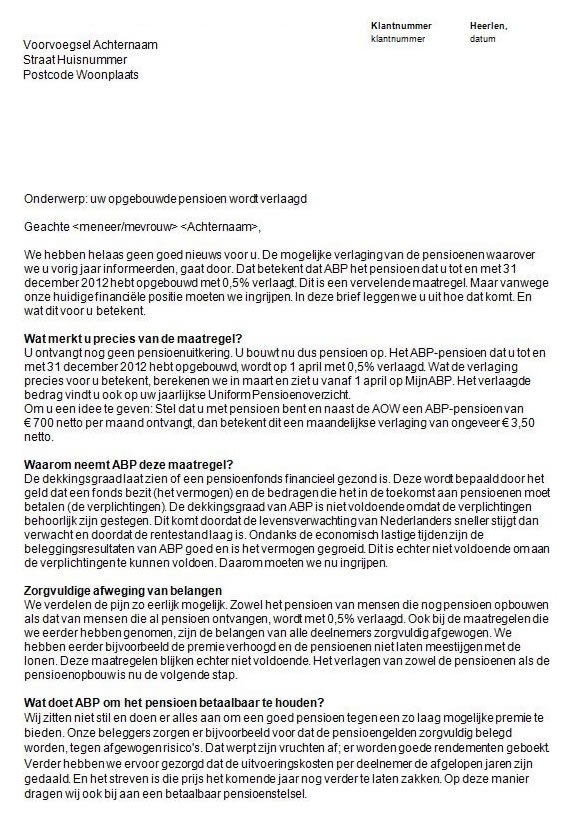 Klantnummer Heerlen,
klantnummer datum
Voorvoegsel Achternaam
Straat Huisnummer
Postcode Woonplaats
Onderwerp: uw opgebouwde pensioen wordt verlaagd
Geachte <meneer/mevrouw> <Achternaam>,
We hebben helaas geen goed nieuws voor u. De mogelijke verlaging van de pensioenen waarover
we u vorig jaar informeerden, gaat door. Dat betekent dat ABP het pensioen dat u tot en met 31
december 2012 hebt opgebouwd met 0,5% verlaagt. Dit is een vervelende maatregel. Maar vanwege
onze huidige financiële positie moeten we ingrijpen. In deze brief leggen we u uit hoe dat komt. En
wat dit voor u betekent.
Wat merkt u precies van de maatregel?
U ontvangt nog geen pensioenuitkering. U bouwt nu dus pensioen op. Het ABP-pensioen dat u tot en
met 31 december 2012 hebt opgebouwd, wordt op 1 april met 0,5% verlaagd. Wat de verlaging
precies voor u betekent, berekenen we in maart en ziet u vanaf 1 april op MijnABP. Het verlaagde
bedrag vindt u ook op uw jaarlijkse Uniform Pensioenoverzicht.
Om u een idee te geven: Stel dat u met pensioen bent en naast de AOW een ABP-pensioen van
€ 700 netto per maand ontvangt, dan betekent dit een maandelijkse verlaging van ongeveer € 3,50
netto.
Waarom neemt ABP deze maatregel?
De dekkingsgraad laat zien of een pensioenfonds financieel gezond is. Deze wordt bepaald door het
geld dat een fonds bezit (het vermogen) en de bedragen die het in de toekomst aan pensioenen moet
betalen (de verplichtingen). De dekkingsgraad van ABP is niet voldoende omdat de verplichtingen
behoorlijk zijn gestegen. Dit komt doordat de levensverwachting van Nederlanders sneller stijgt dan
verwacht en doordat de rentestand laag is. Ondanks de economisch lastige tijden zijn de
beleggingsresultaten van ABP goed en is het vermogen gegroeid. Dit is echter niet voldoende om aan
de verplichtingen te kunnen voldoen. Daarom moeten we nu ingrijpen.
Zorgvuldige afweging van belangen
We verdelen de pijn zo eerlijk mogelijk. Zowel het pensioen van mensen die nog pensioen opbouwen
als dat van mensen die al pensioen ontvangen, wordt met 0,5% verlaagd. Ook bij de maatregelen die
we eerder hebben genomen, zijn de belangen van alle deelnemers zorgvuldig afgewogen. We
hebben eerder bijvoorbeeld de premie verhoogd en de pensioenen niet laten meestijgen met de
lonen. Deze maatregelen blijken echter niet voldoende. Het verlagen van zowel de pensioenen als de
pensioenopbouw is nu de volgende stap.
Wat doet ABP om het pensioen betaalbaar te houden?
Wij zitten niet stil en doen er alles aan om een goed pensioen tegen een zo laag mogelijke premie te
bieden. Onze beleggers zorgen er bijvoorbeeld voor dat de pensioengelden zorgvuldig belegd
worden, tegen afgewogen risico's. Dat werpt zijn vruchten af; er worden goede rendementen geboekt.
Verder hebben we ervoor gezorgd dat de uitvoeringskosten per deelnemer de afgelopen jaren zijn
gedaald. En het streven is die prijs het komende jaar nog verder te laten zakken. Op deze manier
dragen wij ook bij aan een betaalbaar pensioenstelsel.